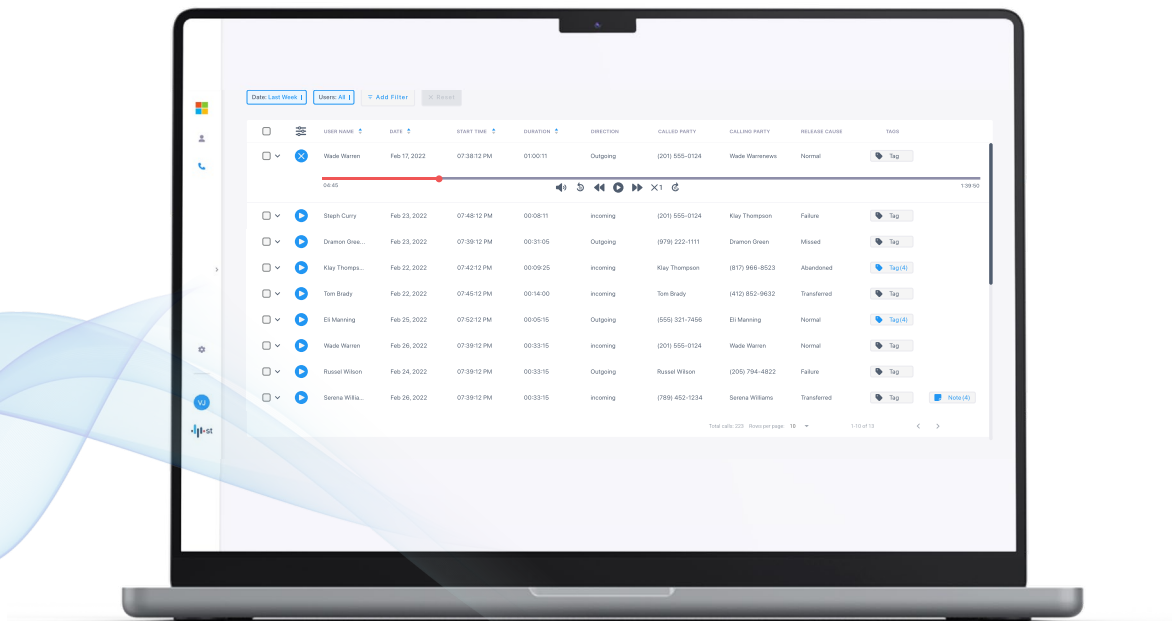 Date: Last Week | Users: All | Add Filter × Reset
USER NAME DATE START TIME DURATION DIRECTION CALLED PARTY CALLING PARTY RELEASE CAUSE TAGS
Wade Warren Feb 17, 2022 07:38:12 PM 01:00:11 Outgoing (201) 555-0124 Wade Warrenews Normal Tag
04:45 ×1 1:39:50
Steph Curry Feb 23, 2022 07:48:12 PM 00:08:11 incoming (201) 555-0124 Klay Thompson Failure Tag
Dramon Gree... Feb 23, 2022 07:39:12 PM 00:31:05 Outgoing (979) 222-1111 Dramon Green Missed Tag
Klay Thomps... Feb 22, 2022 07:42:12 PM 00:09:25 incoming Klay Thompson (817) 966-8523 Abandoned Tag(4)
Tom Brady Feb 22, 2022 07:45:12 PM 00:14:00 incoming Tom Brady (412) 852-9632 Transferred Tag
Eli Manning Feb 25, 2022 07:52:12 PM 00:05:15 Outgoing (555) 321-7456 Eli Manning Normal Tag(4)
Wade Warren Feb 26, 2022 07:39:12 PM 00:33:15 incoming (201) 555-0124 Wade Warren Normal Tag
Russel Wilson Feb 24, 2022 07:39:12 PM 00:33:15 Outgoing Russel Wilson (205) 794-4822 Failure Tag
Serena Willia... Feb 26, 2022 07:39:12 PM 00:33:15 incoming (789) 452-1234 Serena Williams Transferred Tag Note(4)
VJ
st
Total calls: 223 Rows per page: 10 1-10 of 13